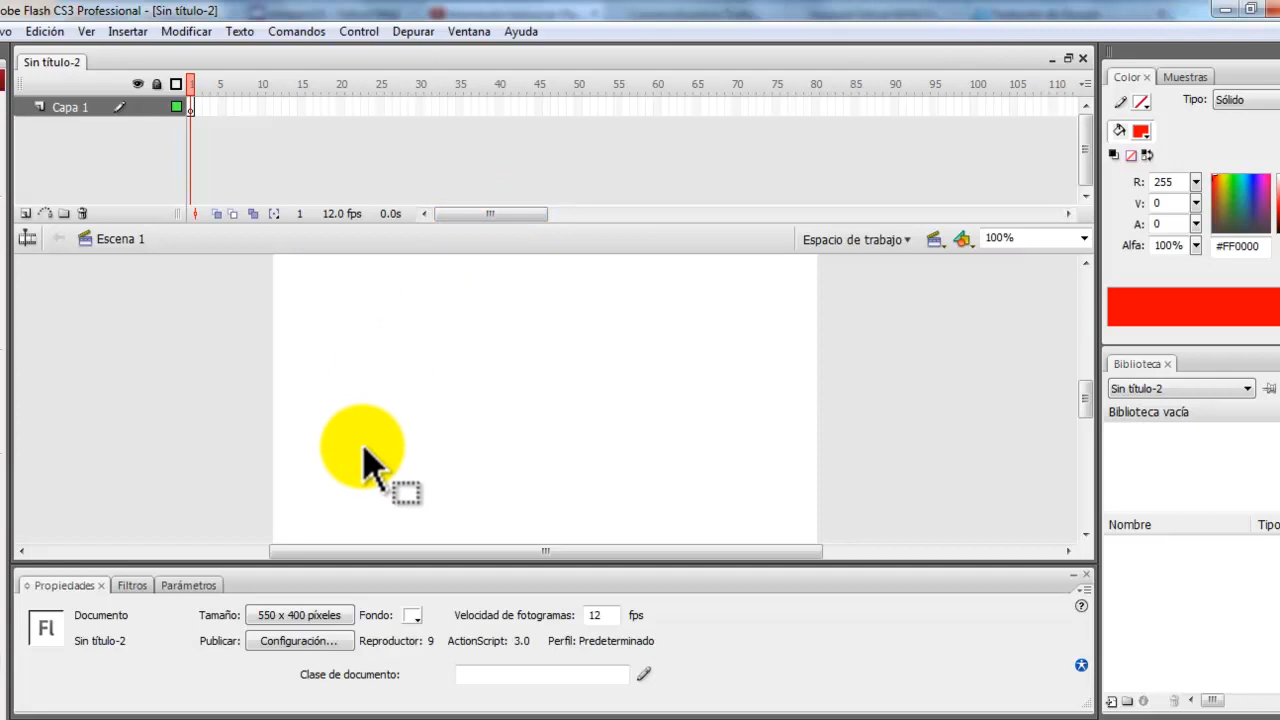 obe Flash CS3 Professional - [Sin título-2]
vo Edición Ver Insertar Modificar Texto Comandos Control Depurar Ventana Ayuda
Sin título-2
1 5 10 15 20 25 30 35 40 45 50 55 60 65 70 75 80 85 90 95 100 105 110
Capa 1
1 12.0 fps 0.0s
Escena 1
Espacio de trabajo
100%
Color Muestras
Tipo: Sólido
R: 255
V: 0
A: 0
Alfa: 100% #FF0000
Biblioteca
Sin título-2
Biblioteca vacía
Nombre Tipo
Propiedades Filtros Parámetros
Fl
Documento Tamaño: 550 x 400 píxeles Fondo: Velocidad de fotogramas: 12 fps
Sin título-2 Publicar: Configuración... Reproductor: 9 ActionScript: 3.0 Perfil: Predeterminado
Clase de documento: